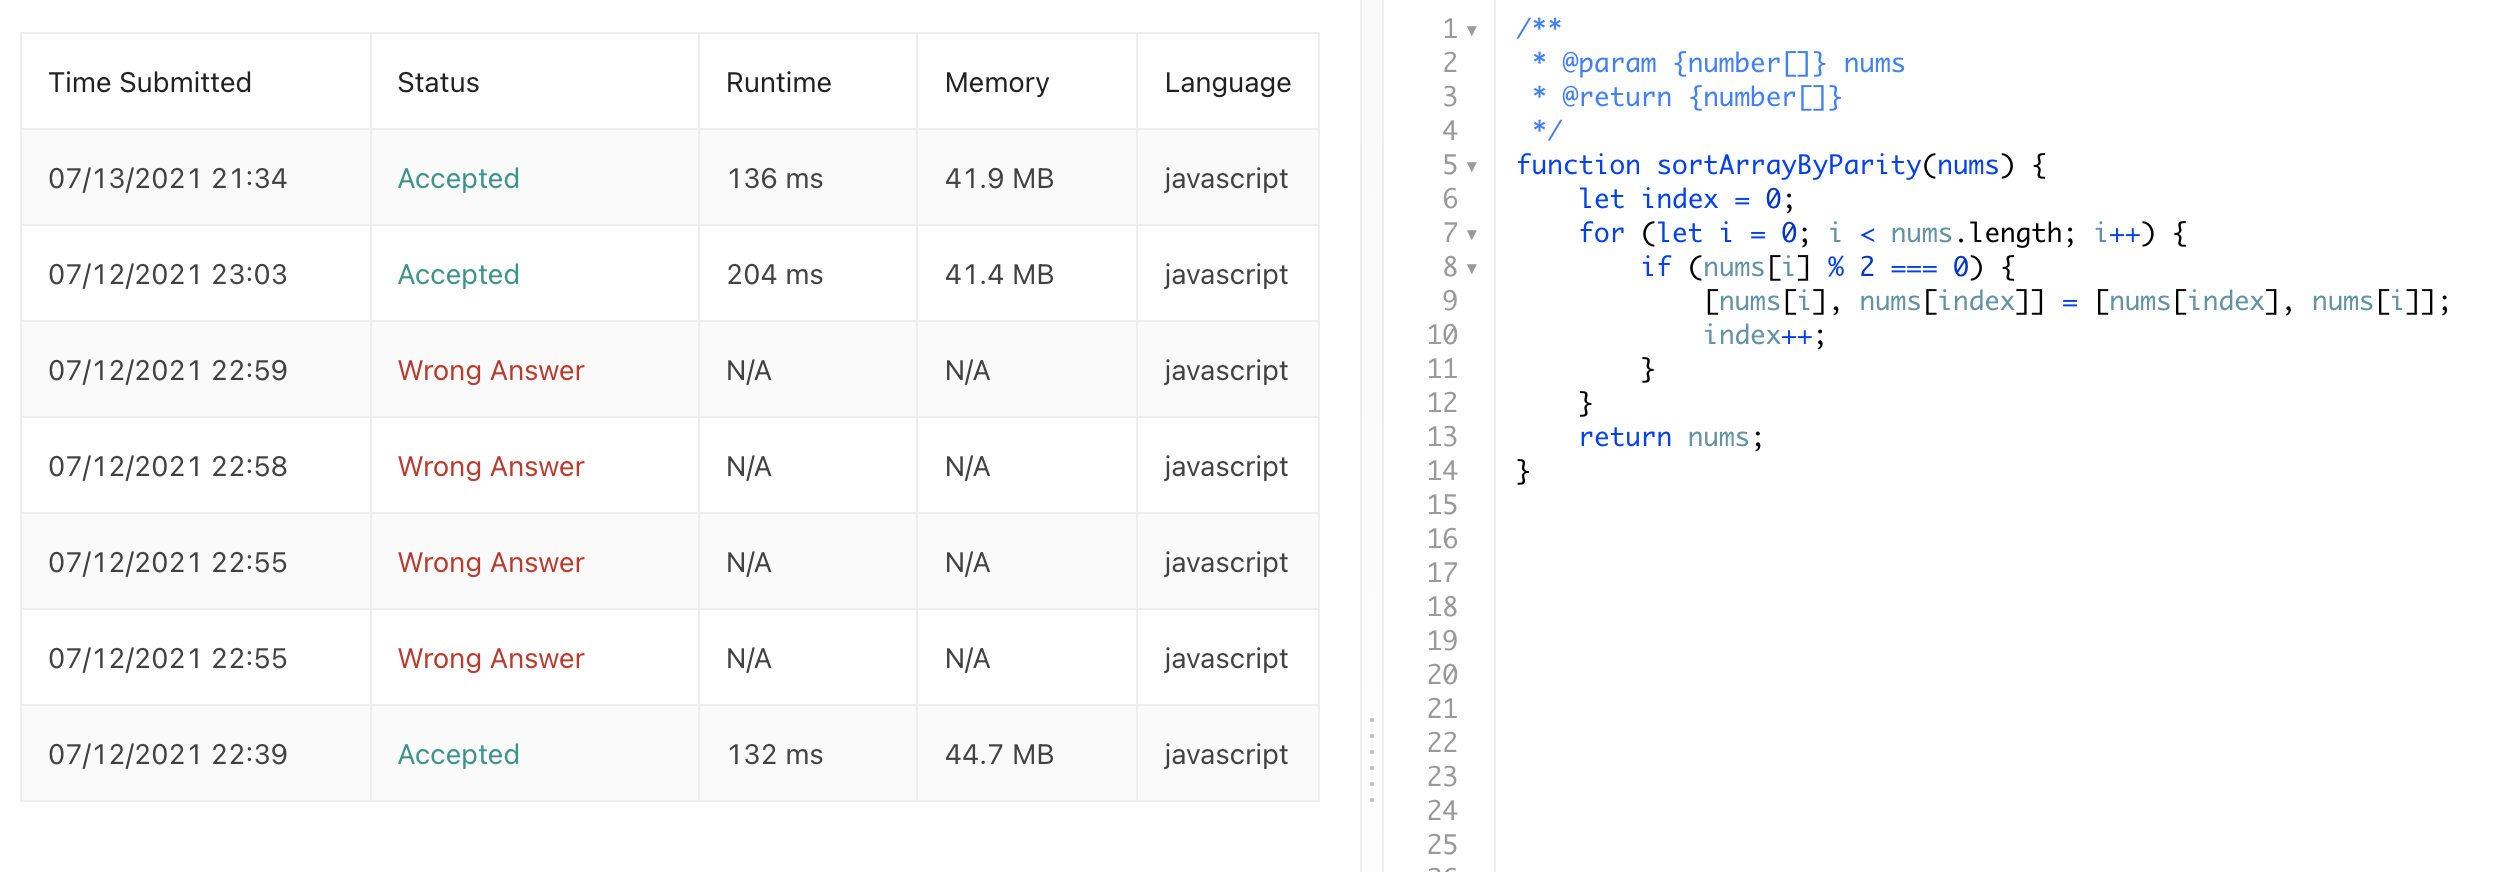 Time Submitted Status Runtime Memory Language
07/13/2021 21:34 Accepted 136 ms 41.9 MB javascript
07/12/2021 23:03 Accepted 204 ms 41.4 MB javascript
07/12/2021 22:59 Wrong Answer N/A N/A javascript
07/12/2021 22:58 Wrong Answer N/A N/A javascript
07/12/2021 22:55 Wrong Answer N/A N/A javascript
07/12/2021 22:55 Wrong Answer N/A N/A javascript
07/12/2021 22:39 Accepted 132 ms 44.7 MB javascript
1 /**
2  * @param {number[]} nums
3  * @return {number[]}
4  */
5 function sortArrayByParity(nums) {
6     let index = 0;
7     for (let i = 0; i < nums.length; i++) {
8         if (nums[i] % 2 === 0) {
9             [nums[i], nums[index]] = [nums[index], nums[i]];
10             index++;
11         }
12     }
13     return nums;
14 }
15
16
17
18
19
20
21
22
23
24
25